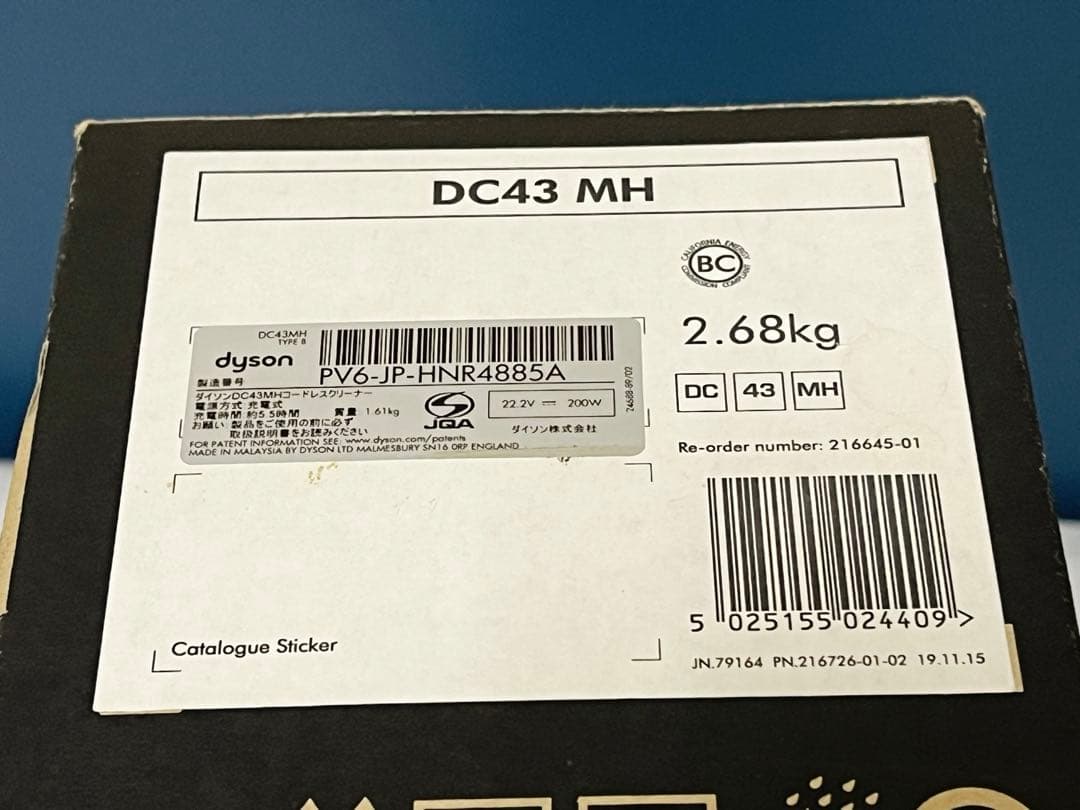 DC43 MH
CALIFORNIA ENERGY
BC
COMMISSION COMPLIANT
2.68kg
DC 43 MH
Re-order number: 216645-01
DC43MH
TYPE B
dyson
製造番号
PV6-JP-HNR4885A
ダイソンDC43MHコードレスクリーナー
電源方式:充電式
充電時間:約5.5時間 質量:1.61kg
お願い:製品をご使用の前に必ず
取扱説明書をお読みください
JQA
22.2V ⎓ 200W
ダイソン株式会社
24688-89/02
FOR PATENT INFORMATION SEE: www.dyson.com/patents
MADE IN MALAYSIA BY DYSON LTD MALMESBURY SN16 0RP ENGLAND
5 025155 024409 >
Catalogue Sticker
JN.79164 PN.216726-01-02 19.11.15